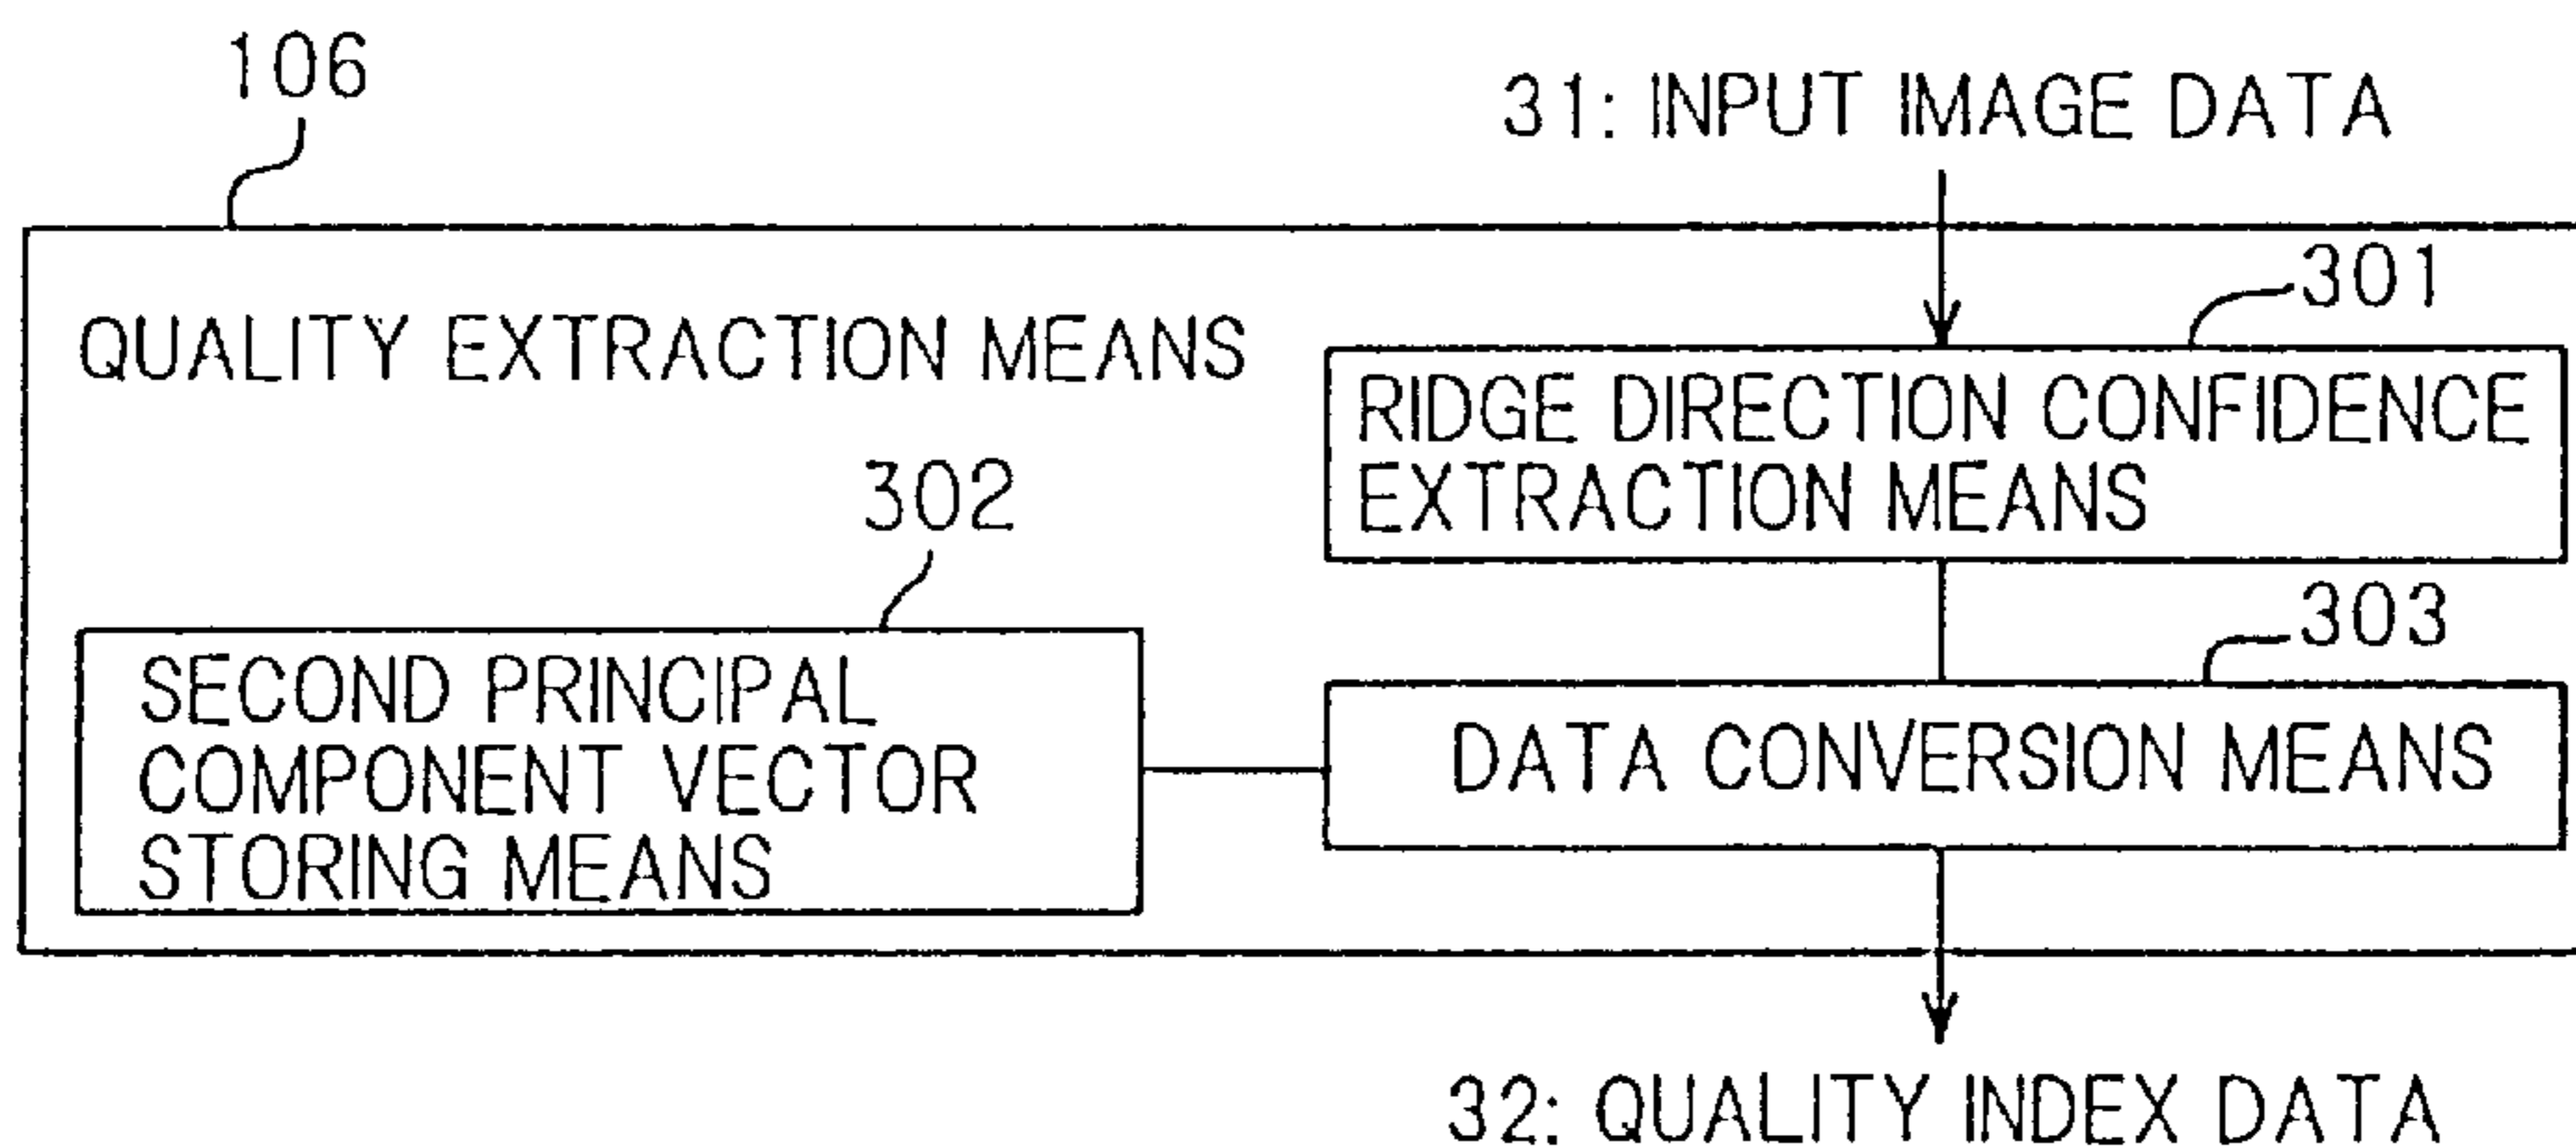 106
31: INPUT IMAGE DATA
QUALITY EXTRACTION MEANS
301
RIDGE DIRECTION CONFIDENCE
EXTRACTION MEANS
302
SECOND PRINCIPAL
COMPONENT VECTOR
STORING MEANS
303
DATA CONVERSION MEANS
32: QUALITY INDEX DATA